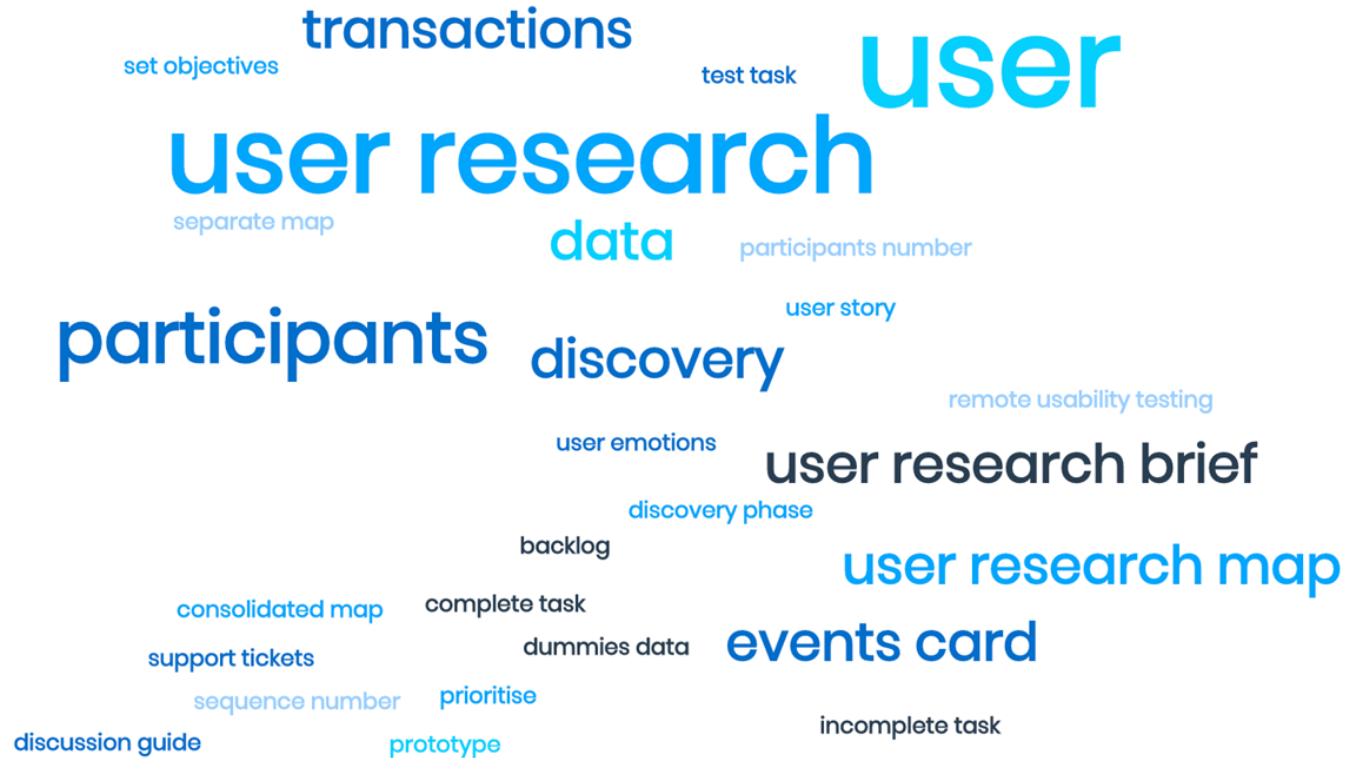 transactions
set objectives
test task
user
user research
separate map
data
participants number
user story
participants
discovery
remote usability testing
user emotions
user research brief
discovery phase
backlog
user research map
consolidated map
complete task
dummies data
events card
support tickets
sequence number
prioritise
incomplete task
discussion guide
prototype